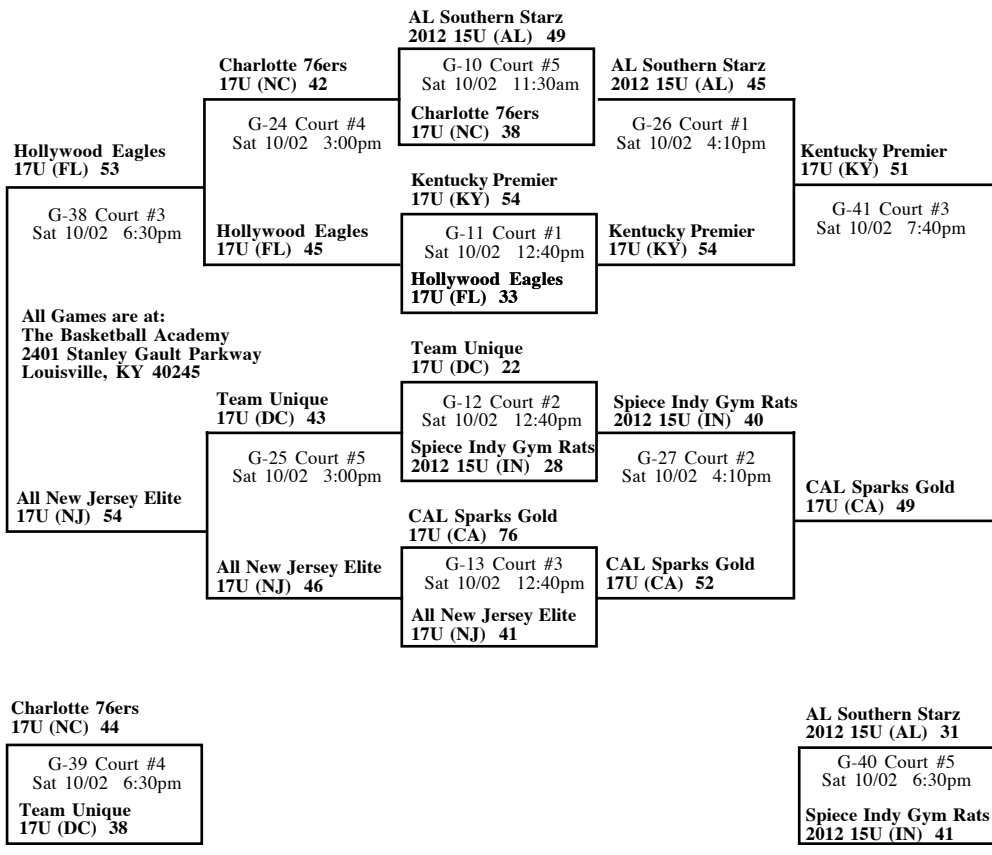 AL Southern Starz
2012 15U (AL) 49
G-10 Court #5
Sat 10/02 11:30am
Charlotte 76ers
17U (NC) 38
Charlotte 76ers
17U (NC) 42
G-24 Court #4
Sat 10/02 3:00pm
AL Southern Starz
2012 15U (AL) 45
G-26 Court #1
Sat 10/02 4:10pm
Hollywood Eagles
17U (FL) 53
G-38 Court #3
Sat 10/02 6:30pm
Kentucky Premier
17U (KY) 51
G-41 Court #3
Sat 10/02 7:40pm
Kentucky Premier
17U (KY) 54
G-11 Court #1
Sat 10/02 12:40pm
Hollywood Eagles
17U (FL) 33
Hollywood Eagles
17U (FL) 45
Kentucky Premier
17U (KY) 54
All Games are at:
The Basketball Academy
2401 Stanley Gault Parkway
Louisville, KY 40245
Team Unique
17U (DC) 22
G-12 Court #2
Sat 10/02 12:40pm
Spiece Indy Gym Rats
2012 15U (IN) 28
Team Unique
17U (DC) 43
G-25 Court #5
Sat 10/02 3:00pm
Spiece Indy Gym Rats
2012 15U (IN) 40
G-27 Court #2
Sat 10/02 4:10pm
All New Jersey Elite
17U (NJ) 54
CAL Sparks Gold
17U (CA) 49
CAL Sparks Gold
17U (CA) 76
G-13 Court #3
Sat 10/02 12:40pm
All New Jersey Elite
17U (NJ) 41
All New Jersey Elite
17U (NJ) 46
CAL Sparks Gold
17U (CA) 52
Charlotte 76ers
17U (NC) 44
G-39 Court #4
Sat 10/02 6:30pm
Team Unique
17U (DC) 38
AL Southern Starz
2012 15U (AL) 31
G-40 Court #5
Sat 10/02 6:30pm
Spiece Indy Gym Rats
2012 15U (IN) 41